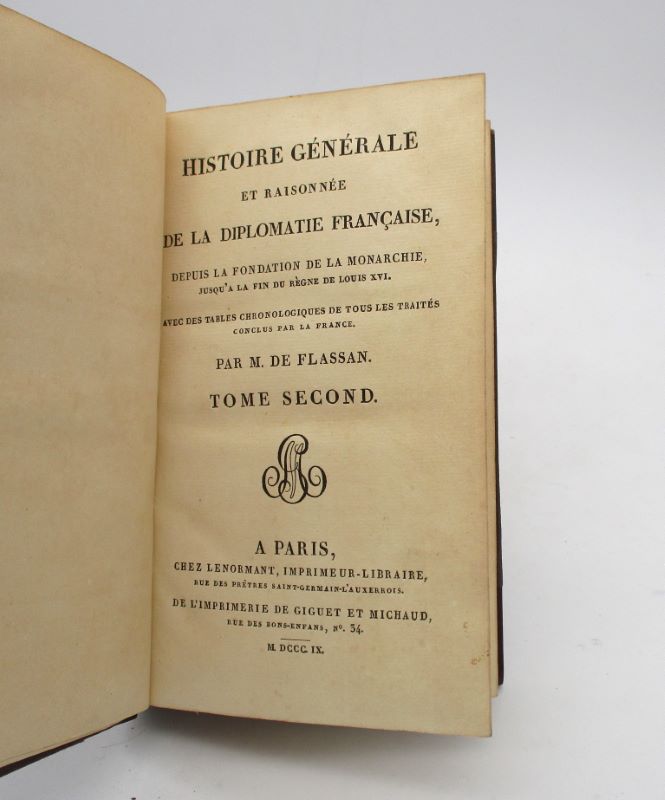 HISTOIRE GÉNÉRALE
ET RAISONNÉE
DE LA DIPLOMATIE FRANÇAISE,
DEPUIS LA FONDATION DE LA MONARCHIE,
JUSQU'A LA FIN DU RÈGNE DE LOUIS XVI.
AVEC DES TABLES CHRONOLOGIQUES DE TOUS LES TRAITÉS
CONCLUS PAR LA FRANCE.
PAR M. DE FLASSAN.
TOME SECOND.
A PARIS,
CHEZ LENORMANT, IMPRIMEUR-LIBRAIRE,
RUE DES PRÊTRES SAINT-GERMAIN-L'AUXERROIS.
DE L'IMPRIMERIE DE GIGUET ET MICHAUD,
RUE DES BONS-ENFANS, Nº. 34.
M. DCCC. IX.